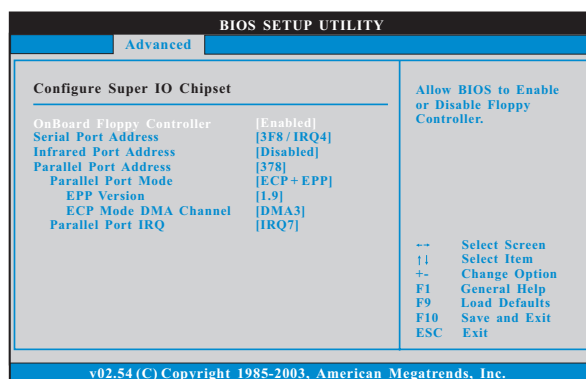 BIOS SETUP UTILITY
Advanced
Configure Super IO Chipset
OnBoard Floppy Controller [Enabled]
Serial Port Address [3F8 / IRQ4]
Infrared Port Address [Disabled]
Parallel Port Address [378]
Parallel Port Mode [ECP + EPP]
EPP Version [1.9]
ECP Mode DMA Channel [DMA3]
Parallel Port IRQ [IRQ7]
Allow BIOS to Enable
or Disable Floppy
Controller.
←→ Select Screen
↑↓ Select Item
+- Change Option
F1 General Help
F9 Load Defaults
F10 Save and Exit
ESC Exit
v02.54 (C) Copyright 1985-2003, American Megatrends, Inc.